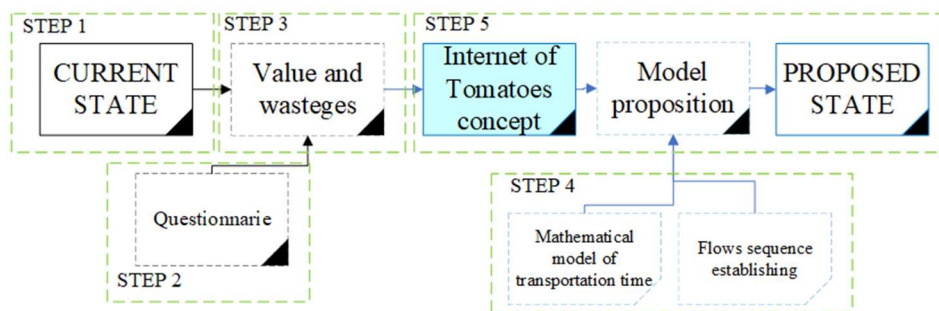 STEP 1
CURRENT
STATE
STEP 3
Value and
wasteges
STEP 5
Internet of
Tomatoes
concept
Model
proposition
PROPOSED
STATE
Questionnarie
STEP 2
STEP 4
Mathematical
model of
transportation time
Flows sequence
establishing